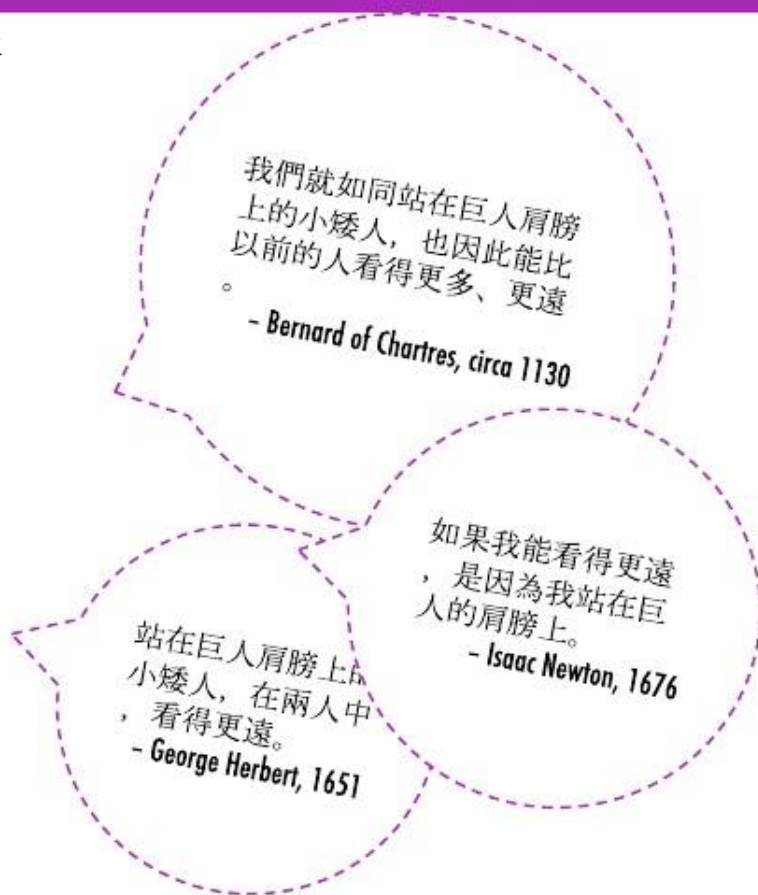 我們就如同站在巨人肩膀
上的小矮人，也因此能比
以前的人看得更多、更遠
。
– Bernard of Chartres, circa 1130
如果我能看得更遠
，是因為我站在巨
人的肩膀上。
– Isaac Newton, 1676
站在巨人肩膀上
小矮人，在兩人中
，看得更遠。
– George Herbert, 1651